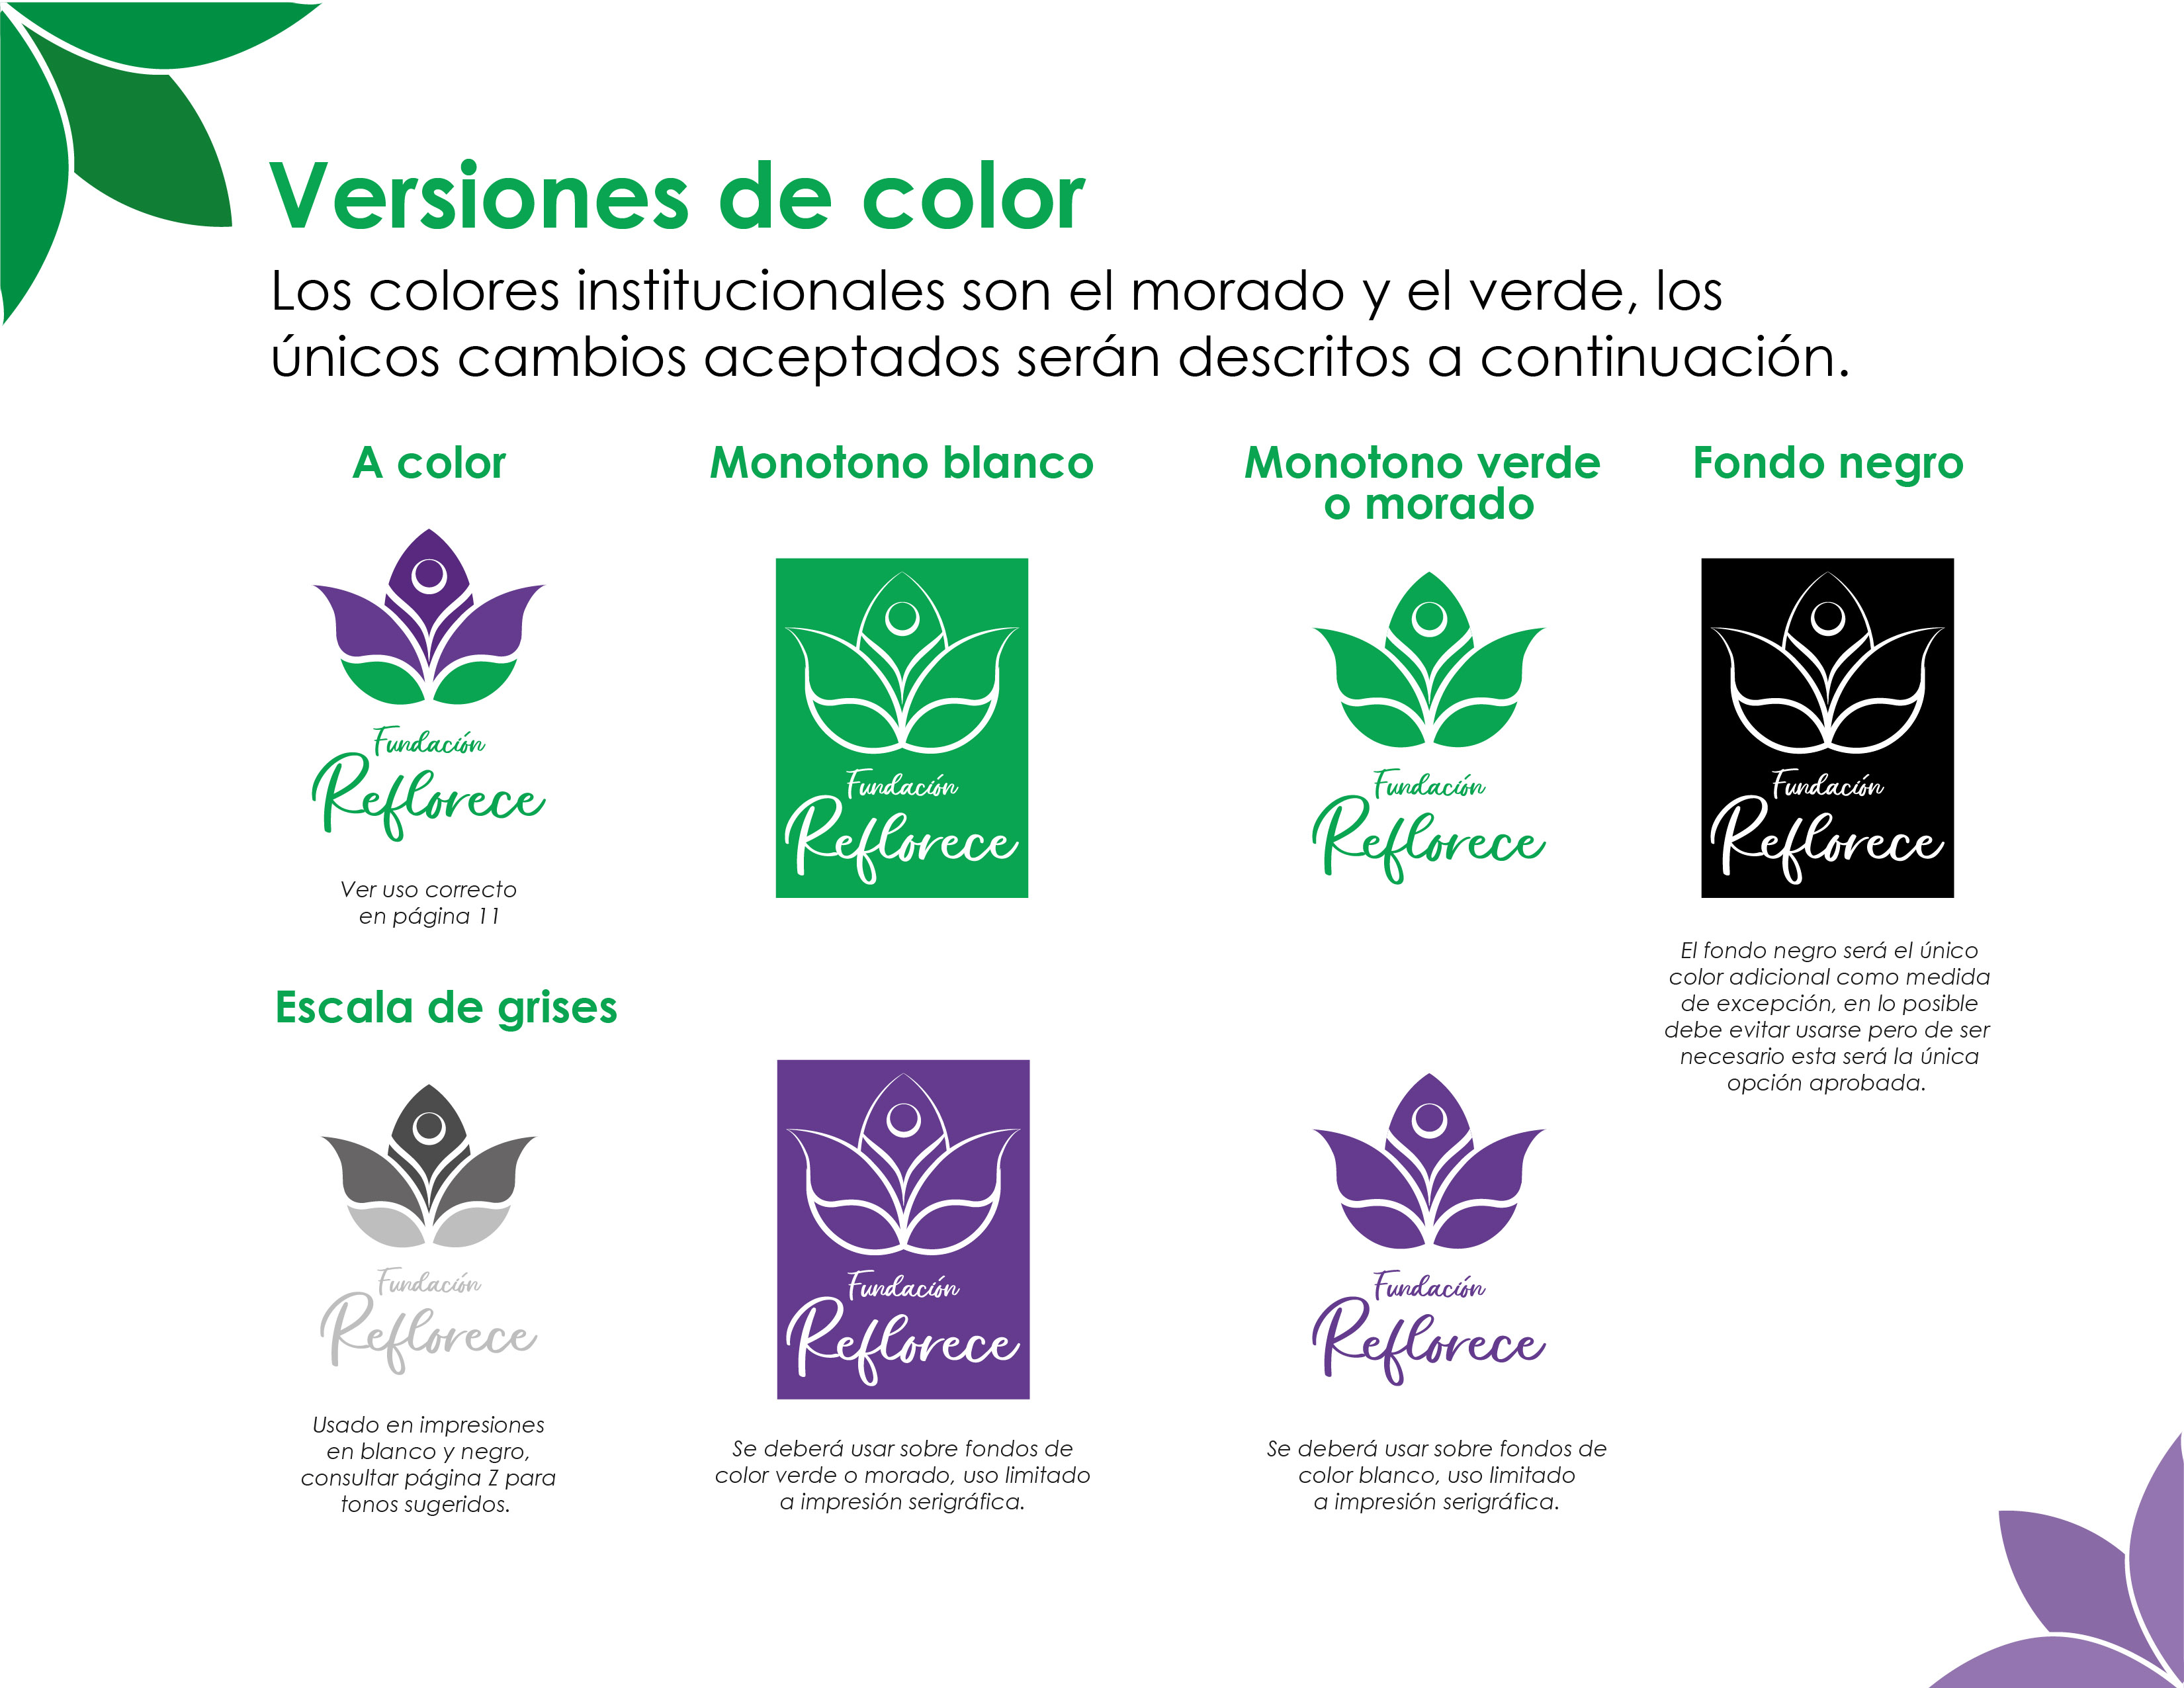 Versiones de color
Los colores institucionales son el morado y el verde, los
únicos cambios aceptados serán descritos a continuación.
A color
Fundación
Reflorece
Ver uso correcto
en página 11
Monotono blanco
Fundación
Reflorece
Monotono verde
o morado
Fundación
Reflorece
Fondo negro
Fundación
Reflorece
El fondo negro será el único
color adicional como medida
de excepción, en lo posible
debe evitar usarse pero de ser
necesario esta será la única
opción aprobada.
Escala de grises
Fundación
Reflorece
Usado en impresiones
en blanco y negro,
consultar página Z para
tonos sugeridos.
Fundación
Reflorece
Se deberá usar sobre fondos de
color verde o morado, uso limitado
a impresión serigráfica.
Fundación
Reflorece
Se deberá usar sobre fondos de
color blanco, uso limitado
a impresión serigráfica.